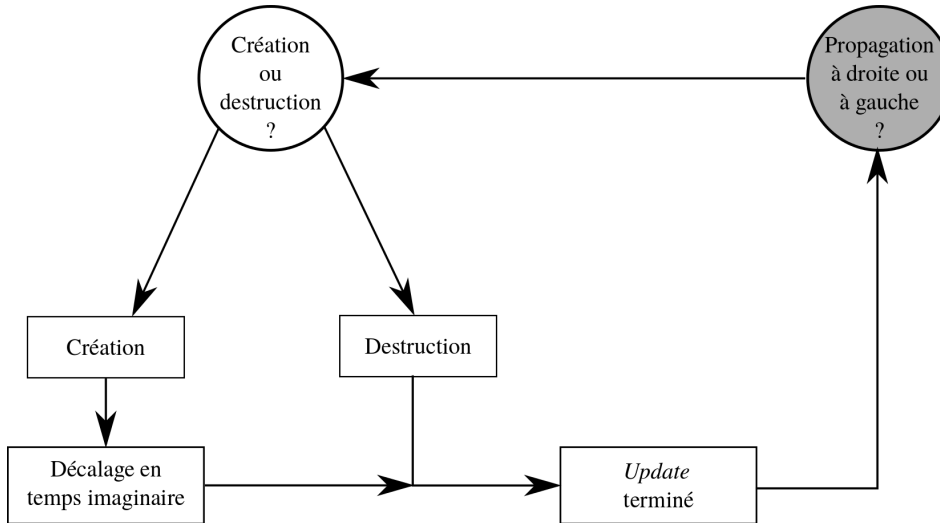 Création
ou
destruction
?
Propagation
à droite ou
à gauche
?
Création
Destruction
Décalage en
temps imaginaire
Update
terminé